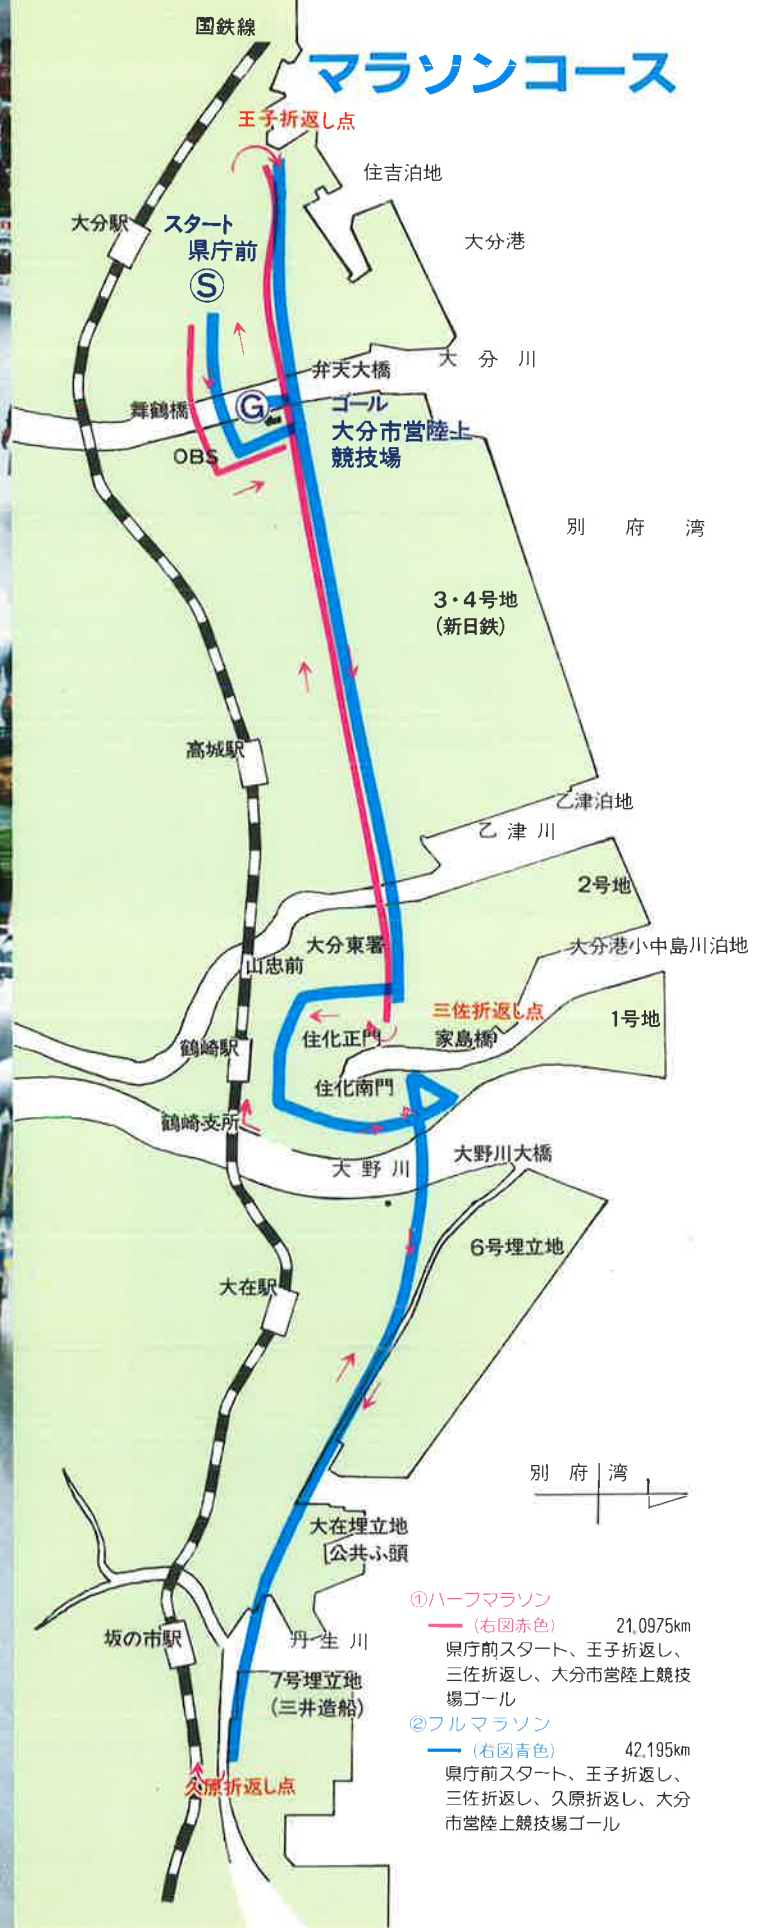 国鉄線
マラソンコース
王子折返し点
住吉泊地
大分駅
スタート
県庁前
Ⓢ
大分港
大分川
弁天大橋
舞鶴橋
Ⓖ
ゴール
大分市営陸上
競技場
OBS
別府湾
3・4号地
(新日鉄)
高城駅
乙津泊地
乙津川
2号地
大分東署
大分港小中島川泊地
山忠前
三佐折返し点
1号地
住化正門
家島橋
鶴崎駅
住化南門
鶴崎支所
大野川
大野川大橋
6号埋立地
大在駅
別府湾
大在埋立地
公共ふ頭
①ハーフマラソン
(右図赤色) 21.0975km
県庁前スタート、王子折返し、
三佐折返し、大分市営陸上競技
場ゴール
坂の市駅
丹生川
7号埋立地
(三井造船)
②フルマラソン
(右図青色) 42.195km
県庁前スタート、王子折返し、
三佐折返し、久原折返し、大分
市営陸上競技場ゴール
久原折返し点